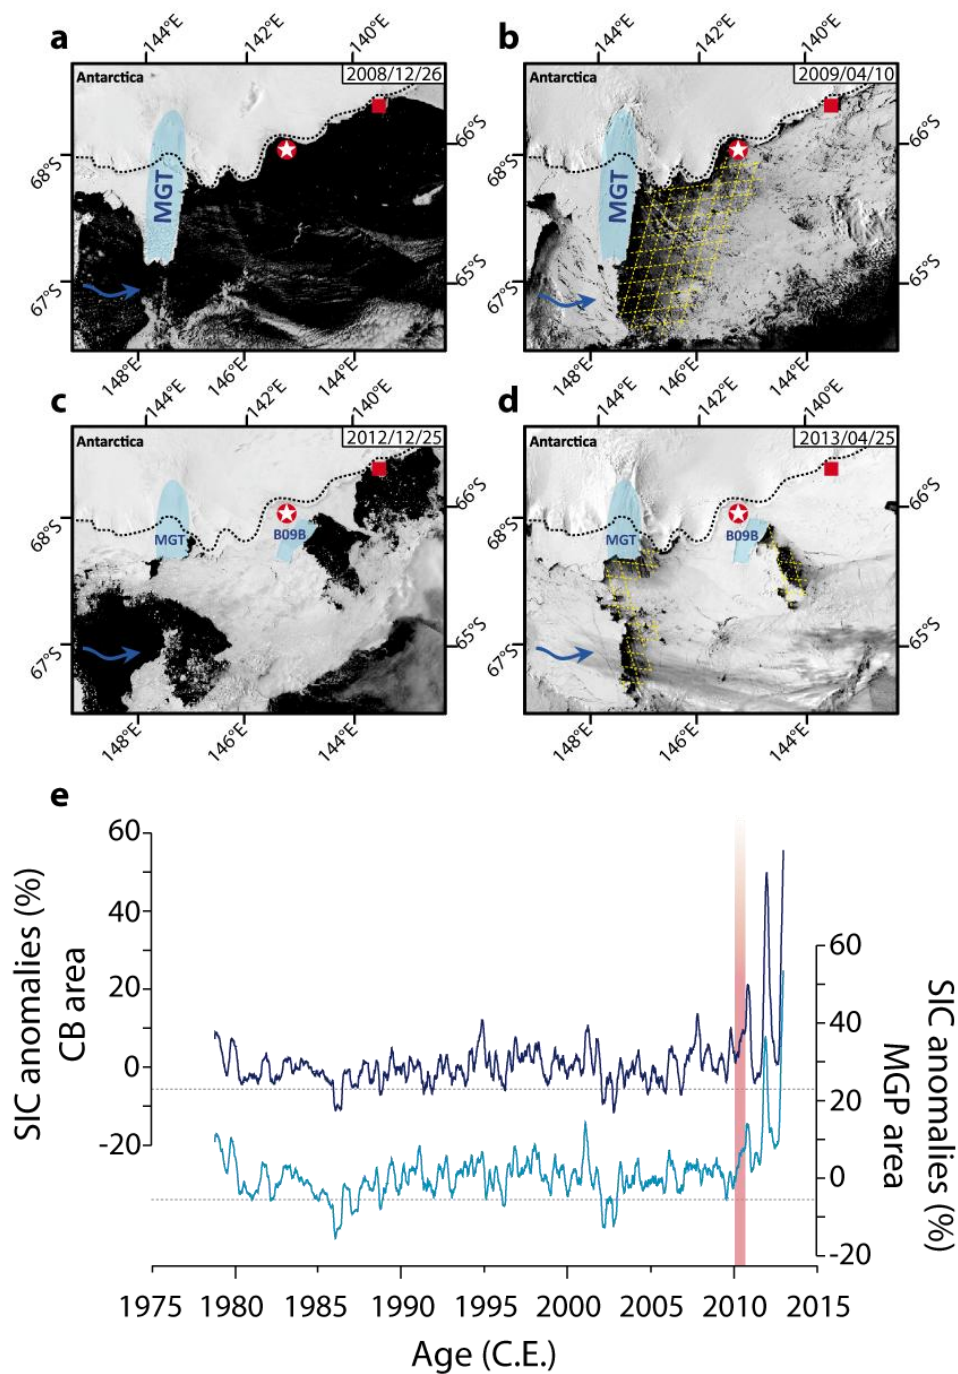 a
144°E 142°E 140°E
Antarctica
2008/12/26
MGT
68°S
67°S
66°S
65°S
148°E 146°E 144°E
b
144°E 142°E 140°E
Antarctica
2009/04/10
MGT
68°S
67°S
66°S
65°S
148°E 146°E 144°E
c
144°E 142°E 140°E
Antarctica
2012/12/25
MGT
B09B
68°S
67°S
66°S
65°S
148°E 146°E 144°E
d
144°E 142°E 140°E
Antarctica
2013/04/25
MGT
B09B
68°S
67°S
66°S
65°S
148°E 146°E 144°E
e
SIC anomalies (%)
CB area
60
40
20
0
-20
60
40
20
0
-20
SIC anomalies (%)
MGP area
1975 1980 1985 1990 1995 2000 2005 2010 2015
Age (C.E.)